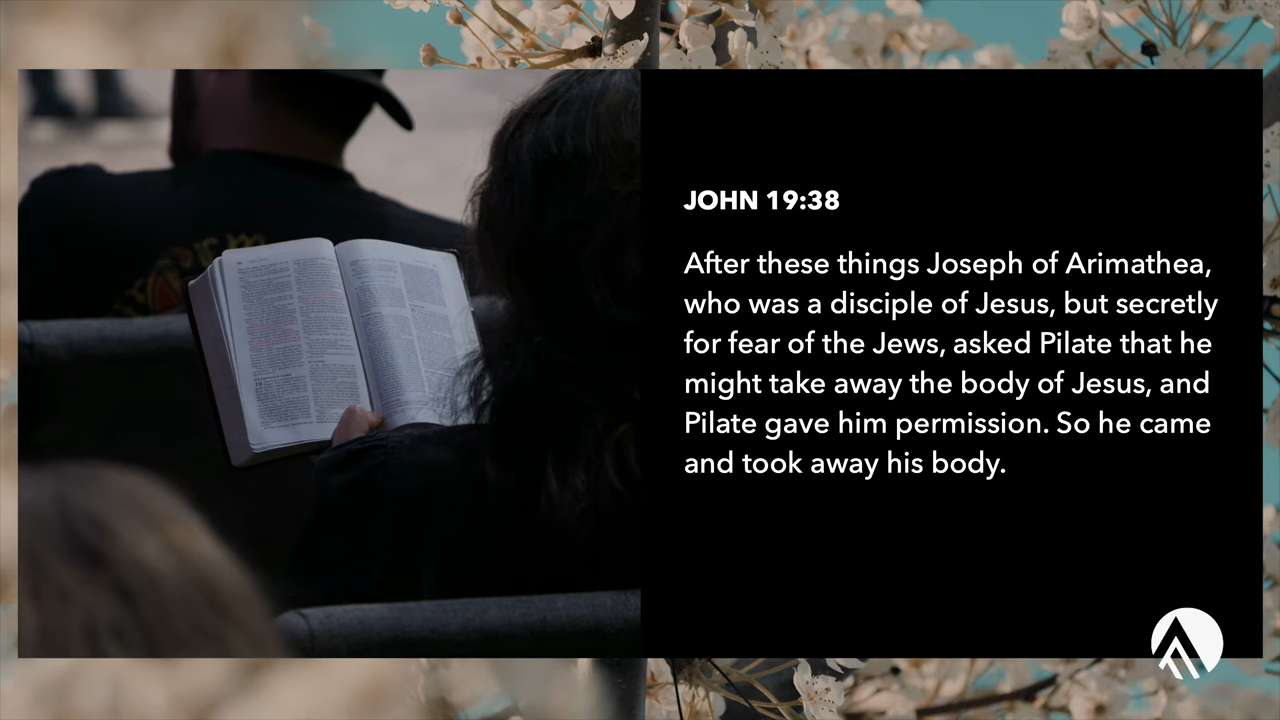 JOHN 19:38
After these things Joseph of Arimathea,
who was a disciple of Jesus, but secretly
for fear of the Jews, asked Pilate that he
might take away the body of Jesus, and
Pilate gave him permission. So he came
and took away his body.